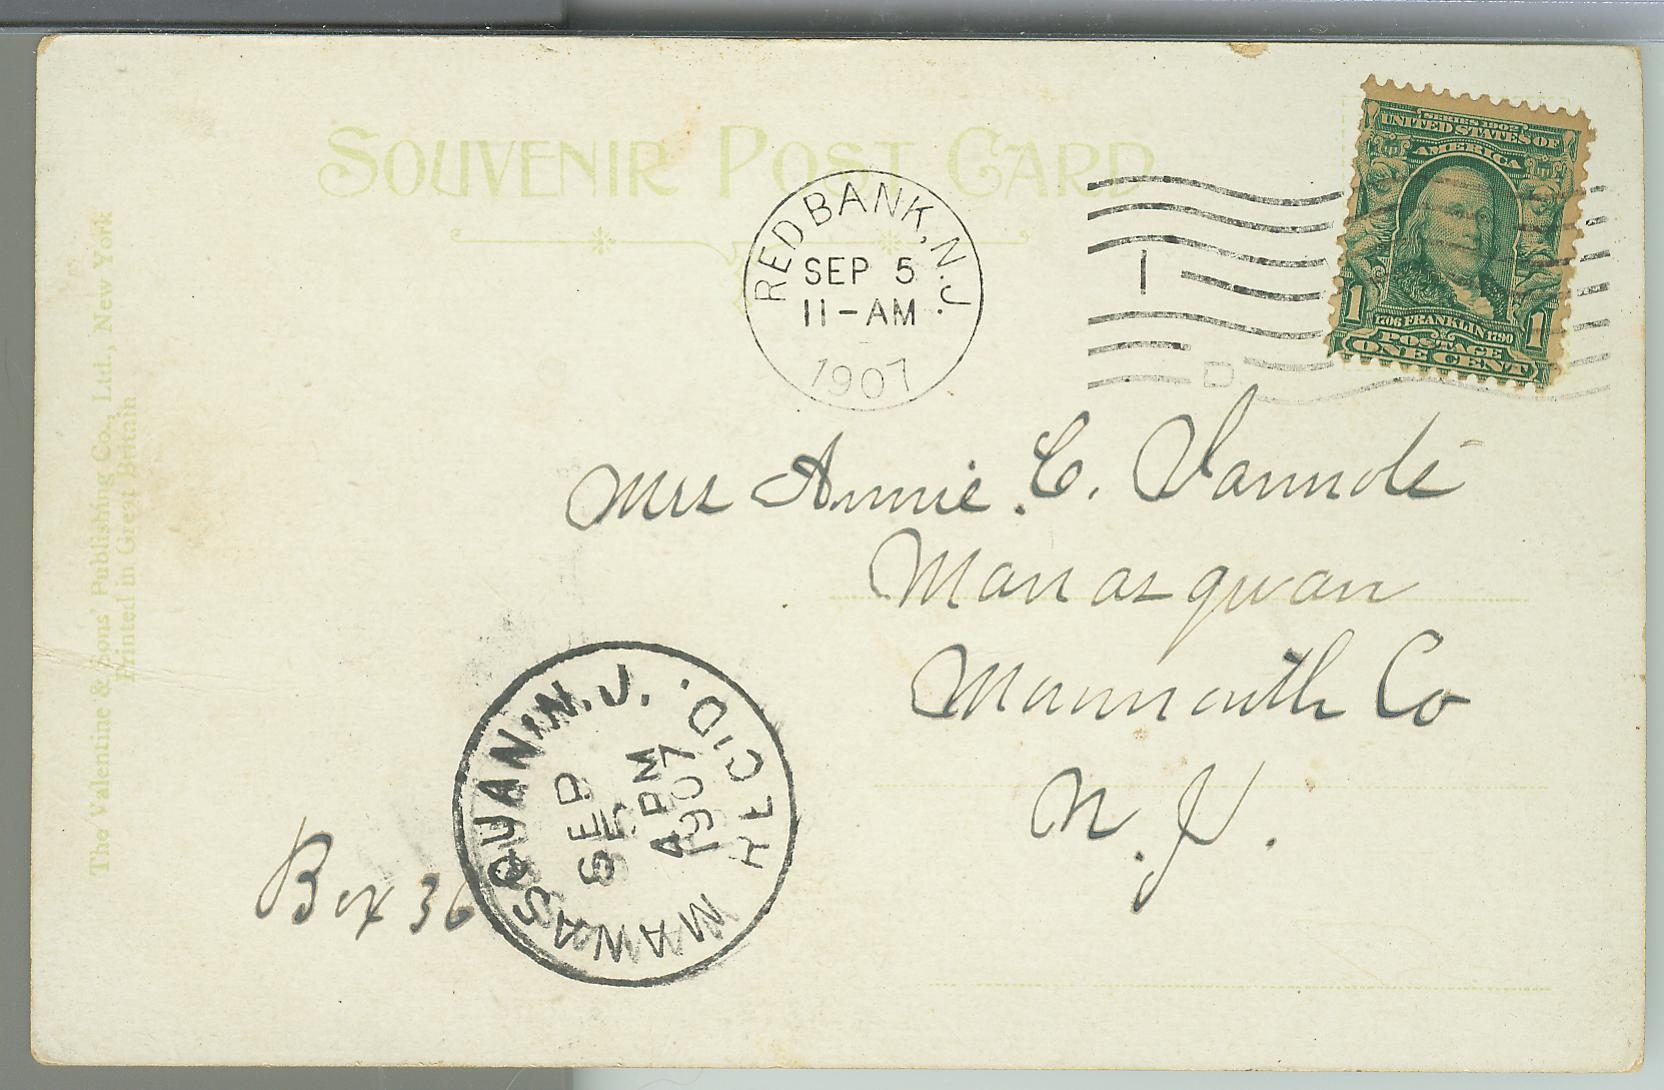 SOUVENIR POST CARD
The Valentine & Sons' Publishing Co., Ltd., New York
Printed in Great Britain
RED BANK, N.J.
SEP 5
11-AM
1907
1
D
SERIES 1902
UNITED STATES OF
AMERICA
1 1706 FRANKLIN 1790 1
POSTAGE
ONE CENT
Mrs Annie C.
Manasquan
Monmouth Co
N. J.
Box 36
MANASQUAN, N.J.
SEP
4 PM
1907
REC'D.